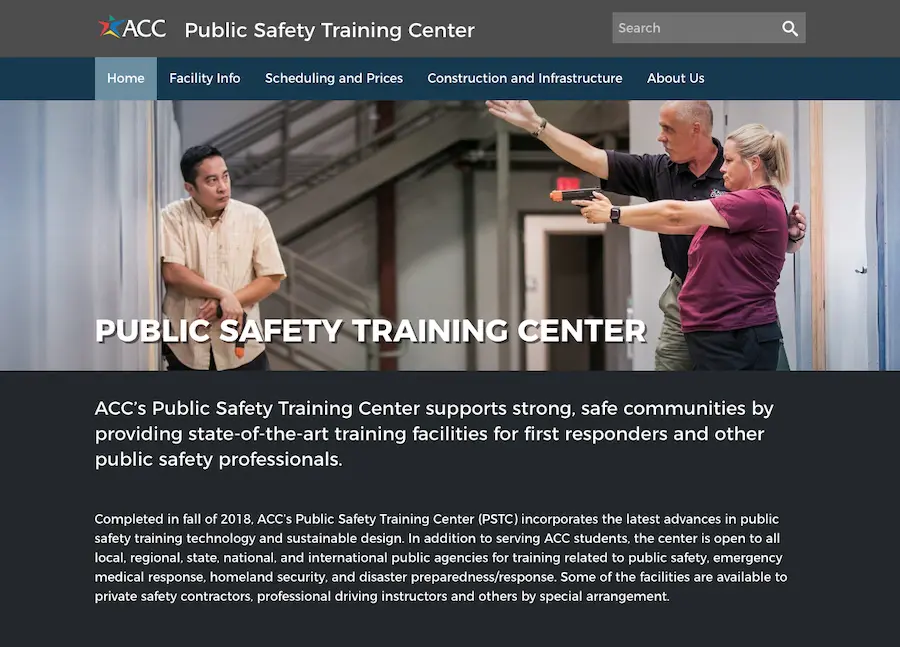 ACC Public Safety Training Center
Search
Home Facility Info Scheduling and Prices Construction and Infrastructure About Us
PUBLIC SAFETY TRAINING CENTER
ACC’s Public Safety Training Center supports strong, safe communities by
providing state-of-the-art training facilities for first responders and other
public safety professionals.
Completed in fall of 2018, ACC’s Public Safety Training Center (PSTC) incorporates the latest advances in public
safety training technology and sustainable design. In addition to serving ACC students, the center is open to all
local, regional, state, national, and international public agencies for training related to public safety, emergency
medical response, homeland security, and disaster preparedness/response. Some of the facilities are available to
private safety contractors, professional driving instructors and others by special arrangement.